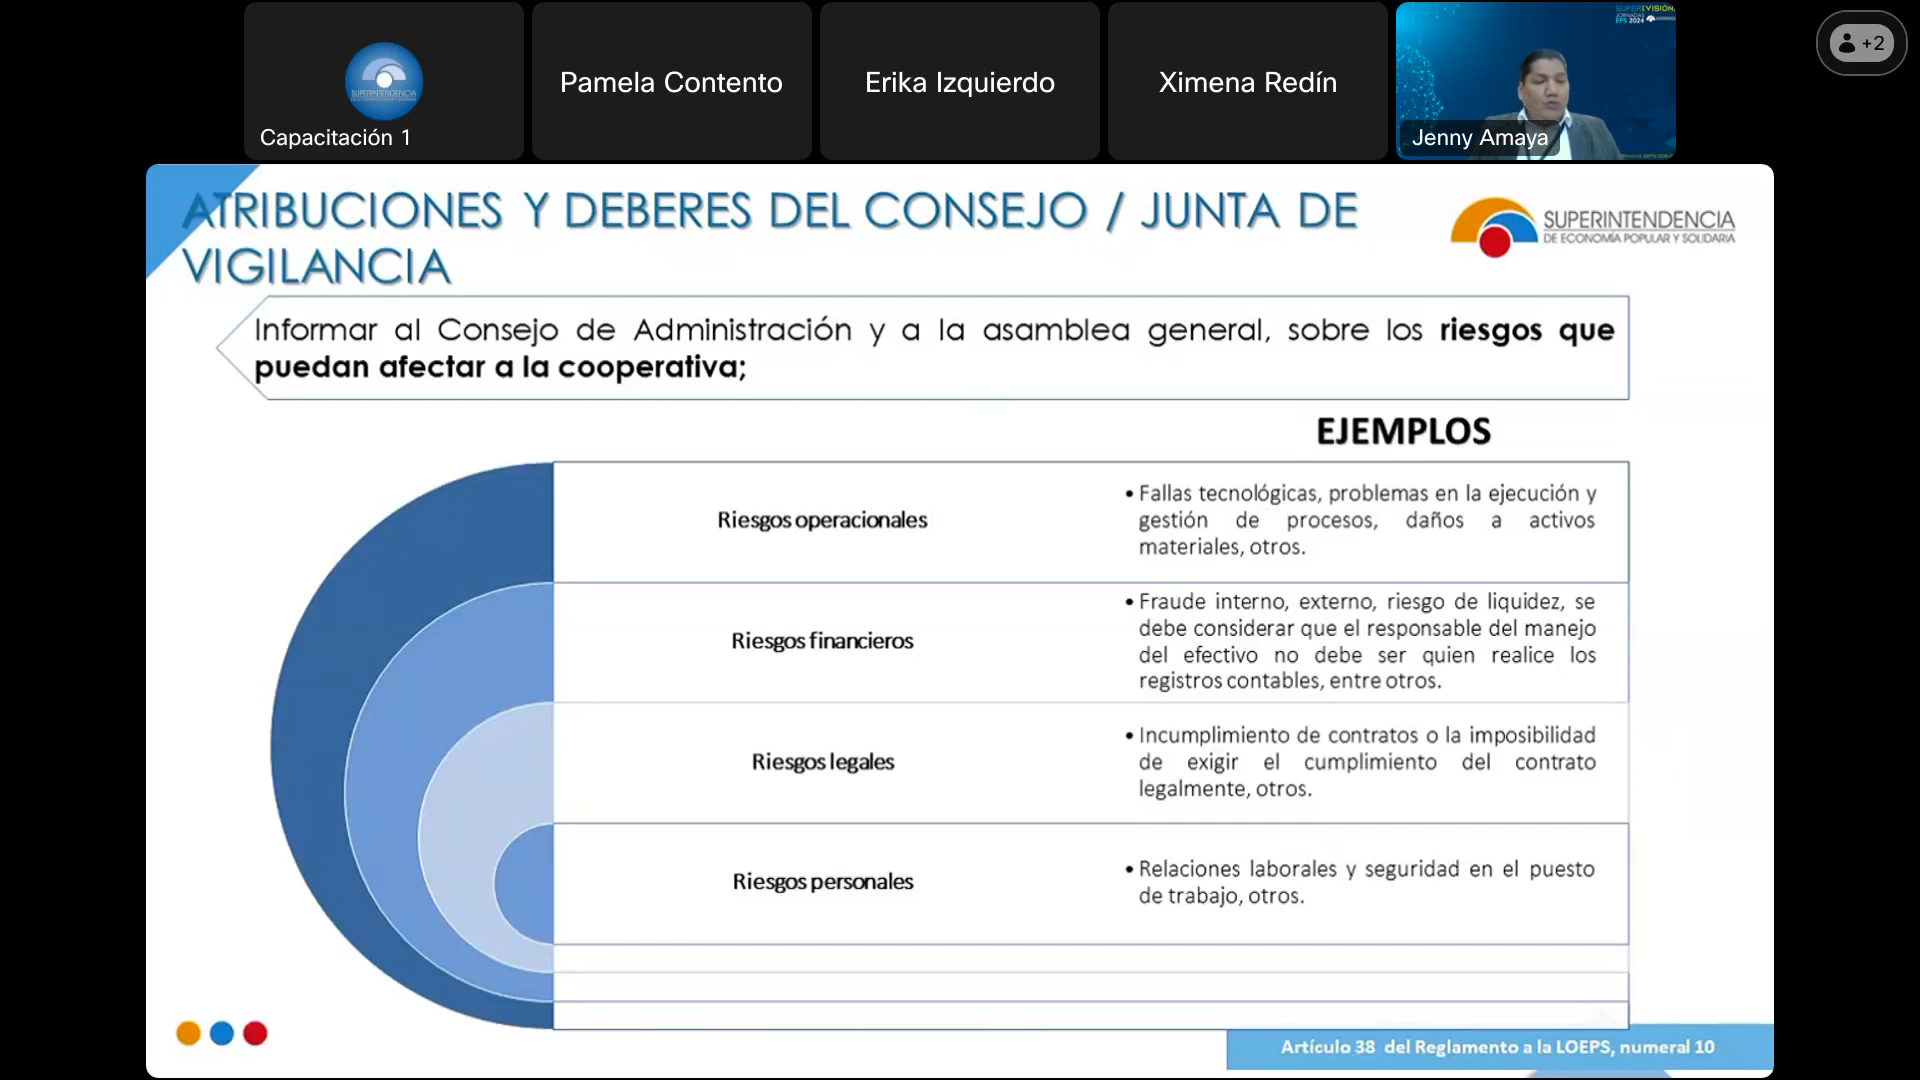 Capacitación 1
Pamela Contento
Erika Izquierdo
Ximena Redín
Jenny Amaya
+2
ATRIBUCIONES Y DEBERES DEL CONSEJO / JUNTA DE
VIGILANCIA
SUPERINTENDENCIA
DE ECONOMÍA POPULAR Y SOLIDARIA
Informar al Consejo de Administración y a la asamblea general, sobre los riesgos que
puedan afectar a la cooperativa;
EJEMPLOS
Riesgos operacionales
• Fallas tecnológicas, problemas en la ejecución y
gestión de procesos, daños a activos
materiales, otros.
Riesgos financieros
• Fraude interno, externo, riesgo de liquidez, se
debe considerar que el responsable del manejo
del efectivo no debe ser quien realice los
registros contables, entre otros.
Riesgos legales
• Incumplimiento de contratos o la imposibilidad
de exigir el cumplimiento del contrato
legalmente, otros.
Riesgos personales
• Relaciones laborales y seguridad en el puesto
de trabajo, otros.
Artículo 38 del Reglamento a la LOEPS, numeral 10